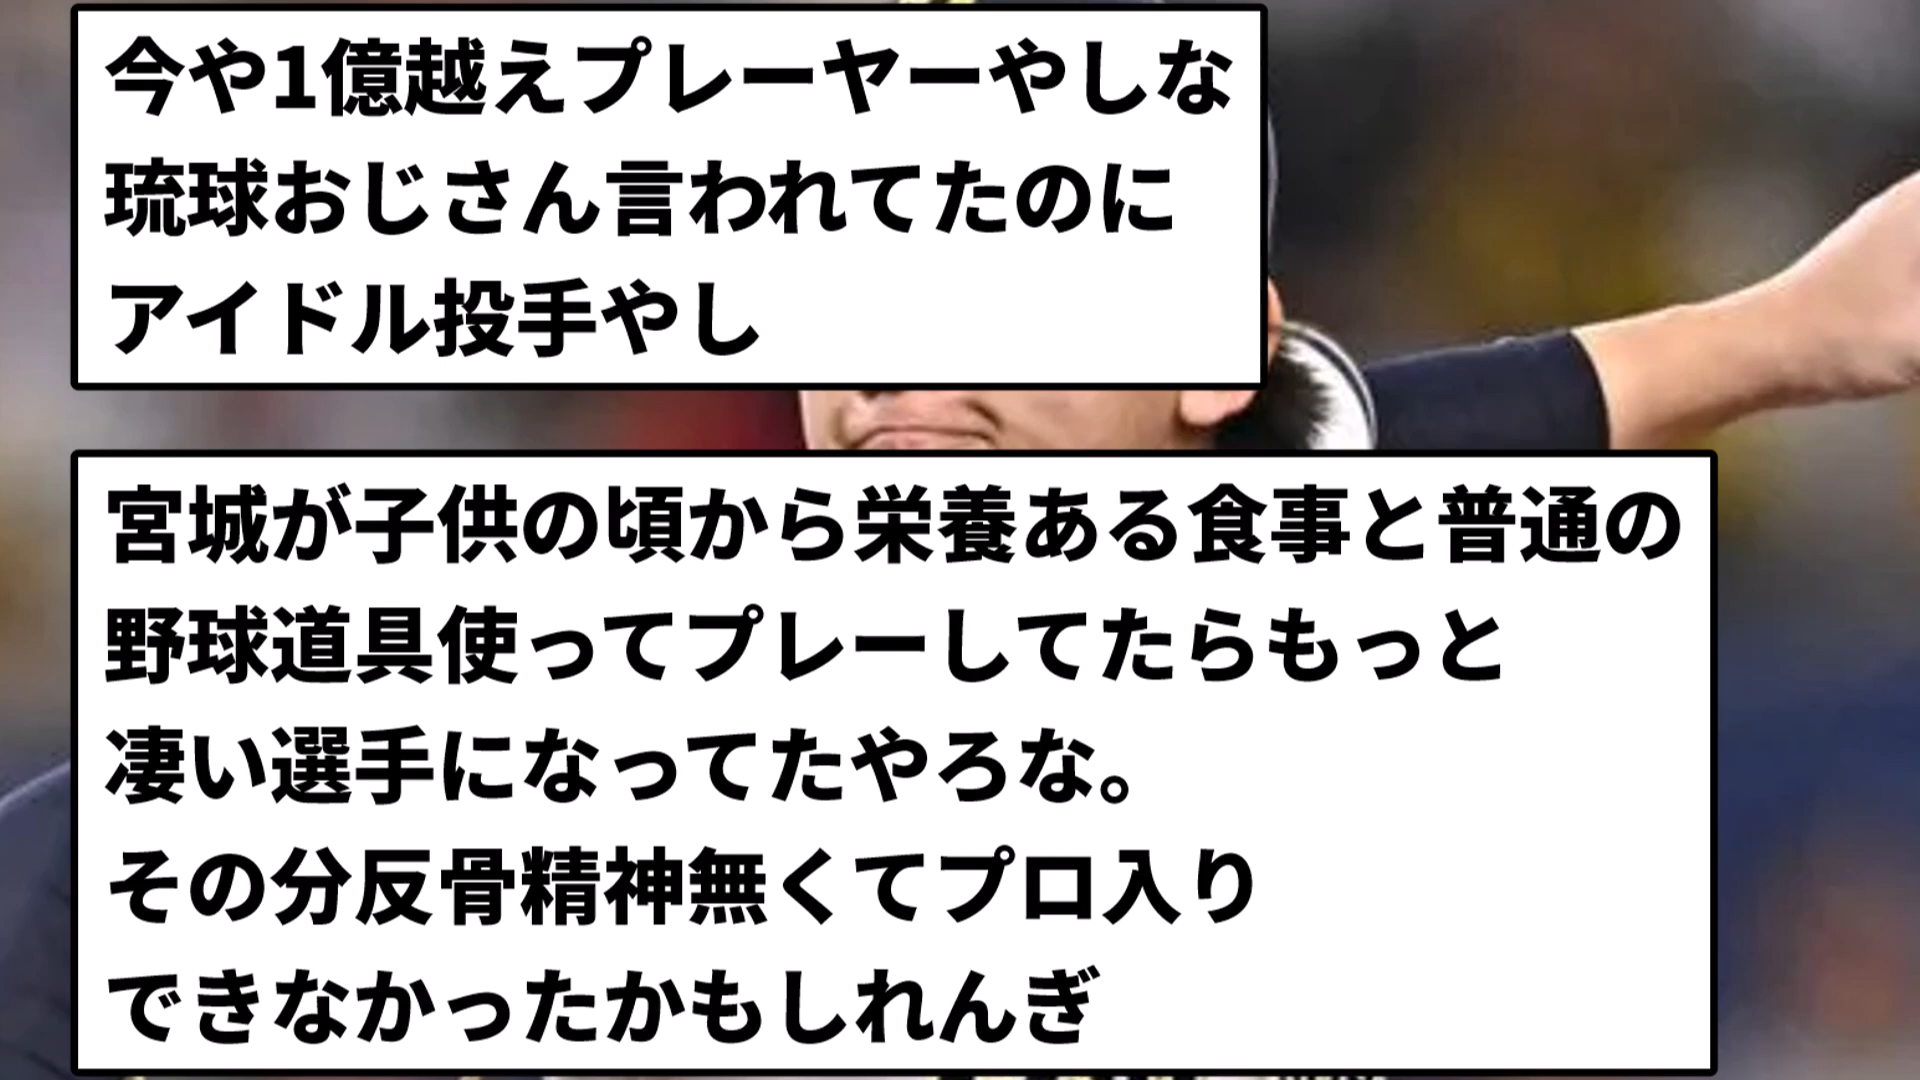 今や1億越えプレーヤーやしな
琉球おじさん言われてたのに
アイドル投手やし
宮城が子供の頃から栄養ある食事と普通の
野球道具使ってプレーしてたらもっと
凄い選手になってたやろな。
その分反骨精神無くてプロ入り
できなかったかもしれんぎ